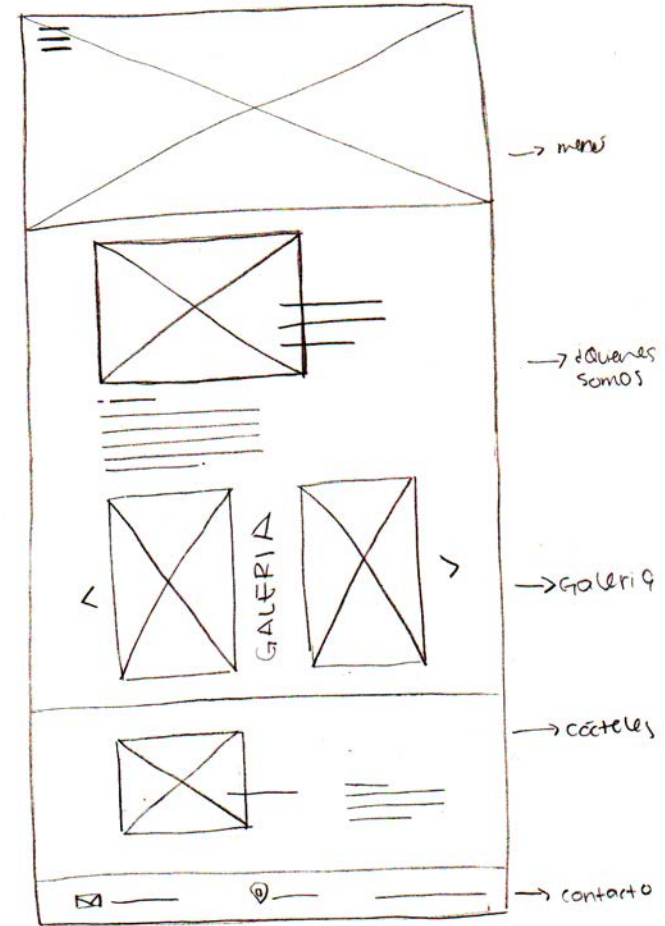 menú
¿Quienes
somos
GALERIA
Galeria
cócteles
contacto